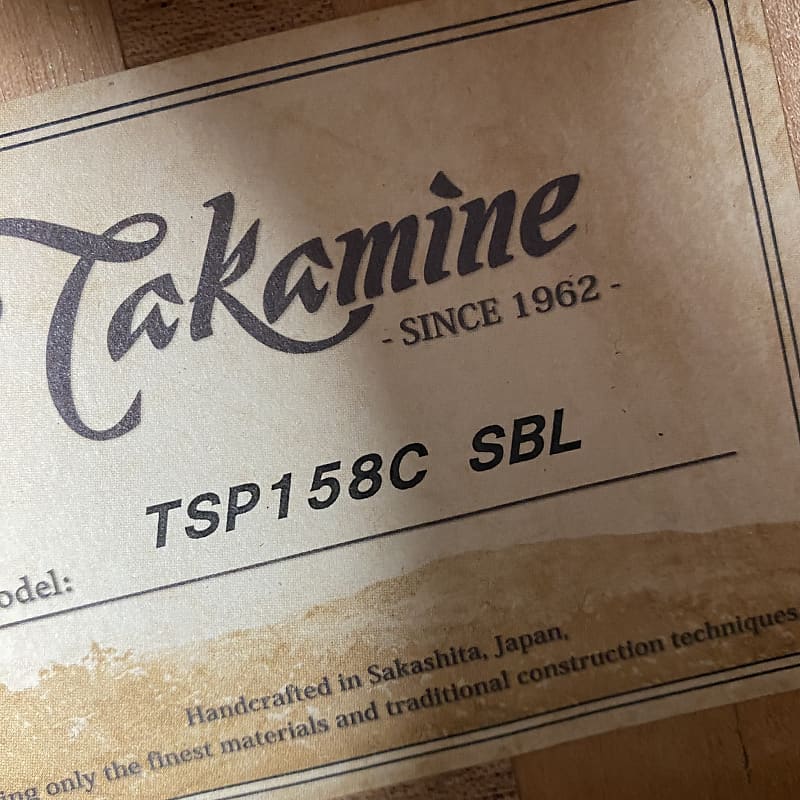 Takamine
- SINCE 1962 -
TSP158C SBL
odel:
Handcrafted in Sakashita, Japan,
ing only the finest materials and traditional construction techniques